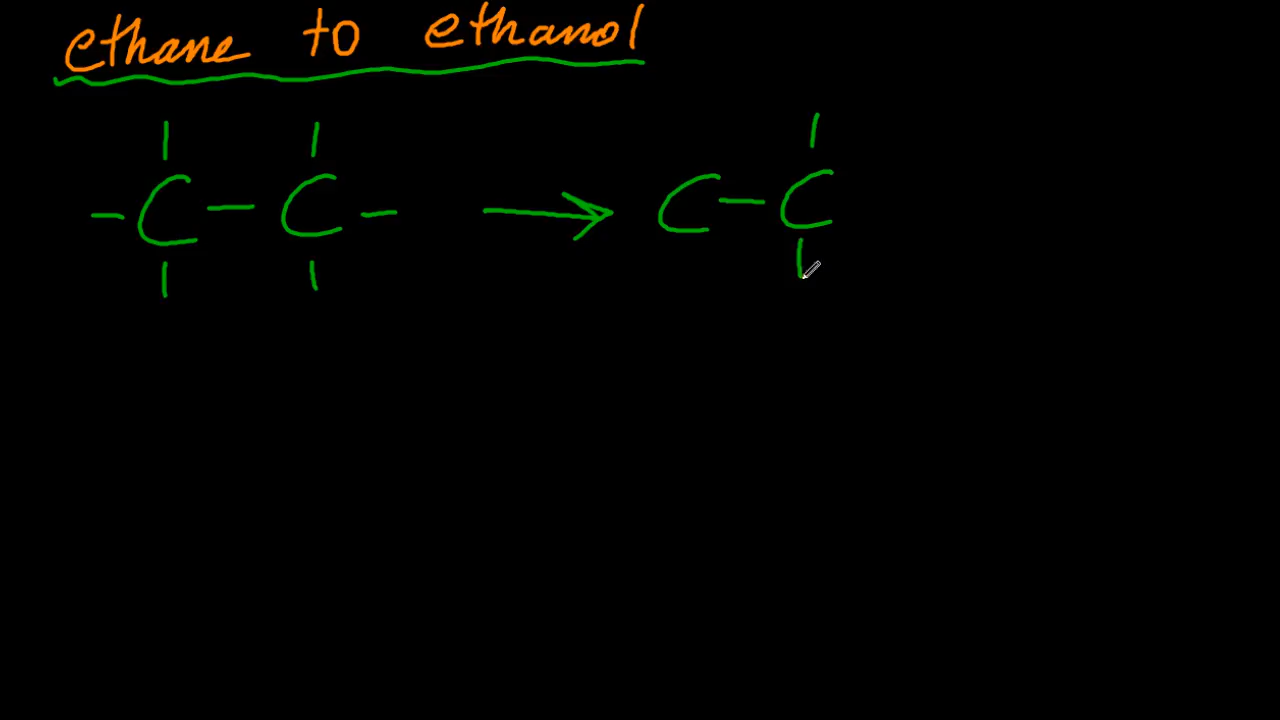 ethane to ethanol
C - C → C - C